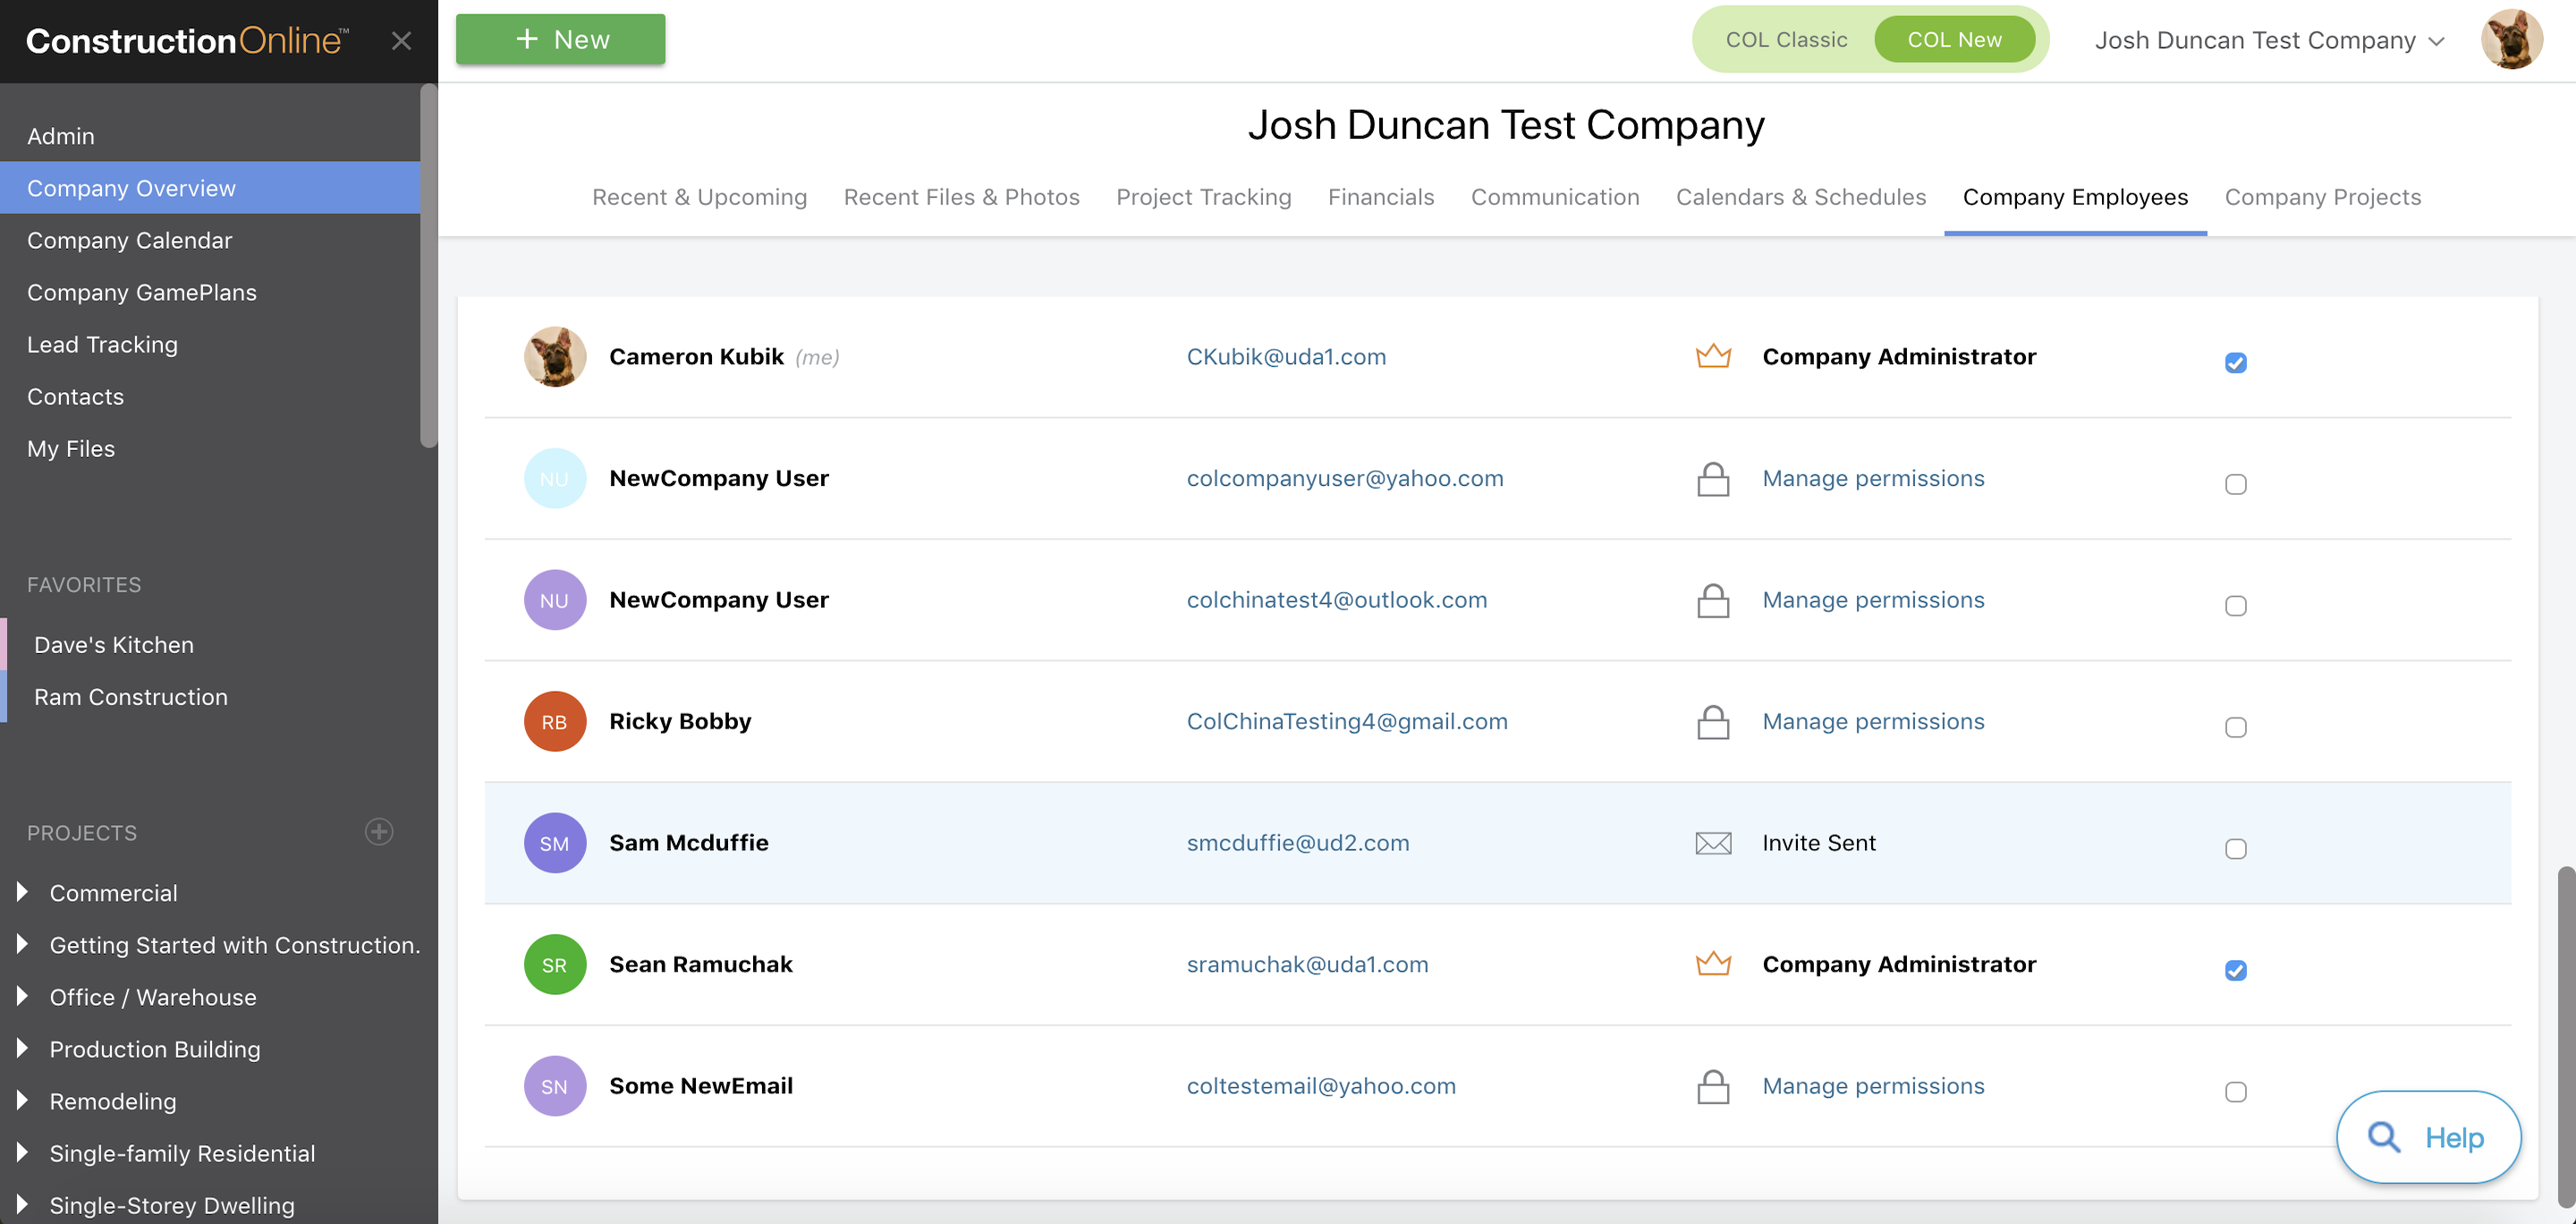 ConstructionOnline™
+ New
COL Classic
COL New
Josh Duncan Test Company
Admin
Company Overview
Company Calendar
Company GamePlans
Lead Tracking
Contacts
My Files
FAVORITES
Dave's Kitchen
Ram Construction
PROJECTS
Commercial
Getting Started with Construction.
Office / Warehouse
Production Building
Remodeling
Single-family Residential
Single-Storey Dwelling
Josh Duncan Test Company
Recent & Upcoming Recent Files & Photos Project Tracking Financials Communication Calendars & Schedules Company Employees Company Projects
Cameron Kubik (me) CKubik@uda1.com Company Administrator
NU NewCompany User colcompanyuser@yahoo.com Manage permissions
NU NewCompany User colchinatest4@outlook.com Manage permissions
RB Ricky Bobby ColChinaTesting4@gmail.com Manage permissions
SM Sam Mcduffie smcduffie@ud2.com Invite Sent
SR Sean Ramuchak sramuchak@uda1.com Company Administrator
SN Some NewEmail coltestemail@yahoo.com Manage permissions
Help